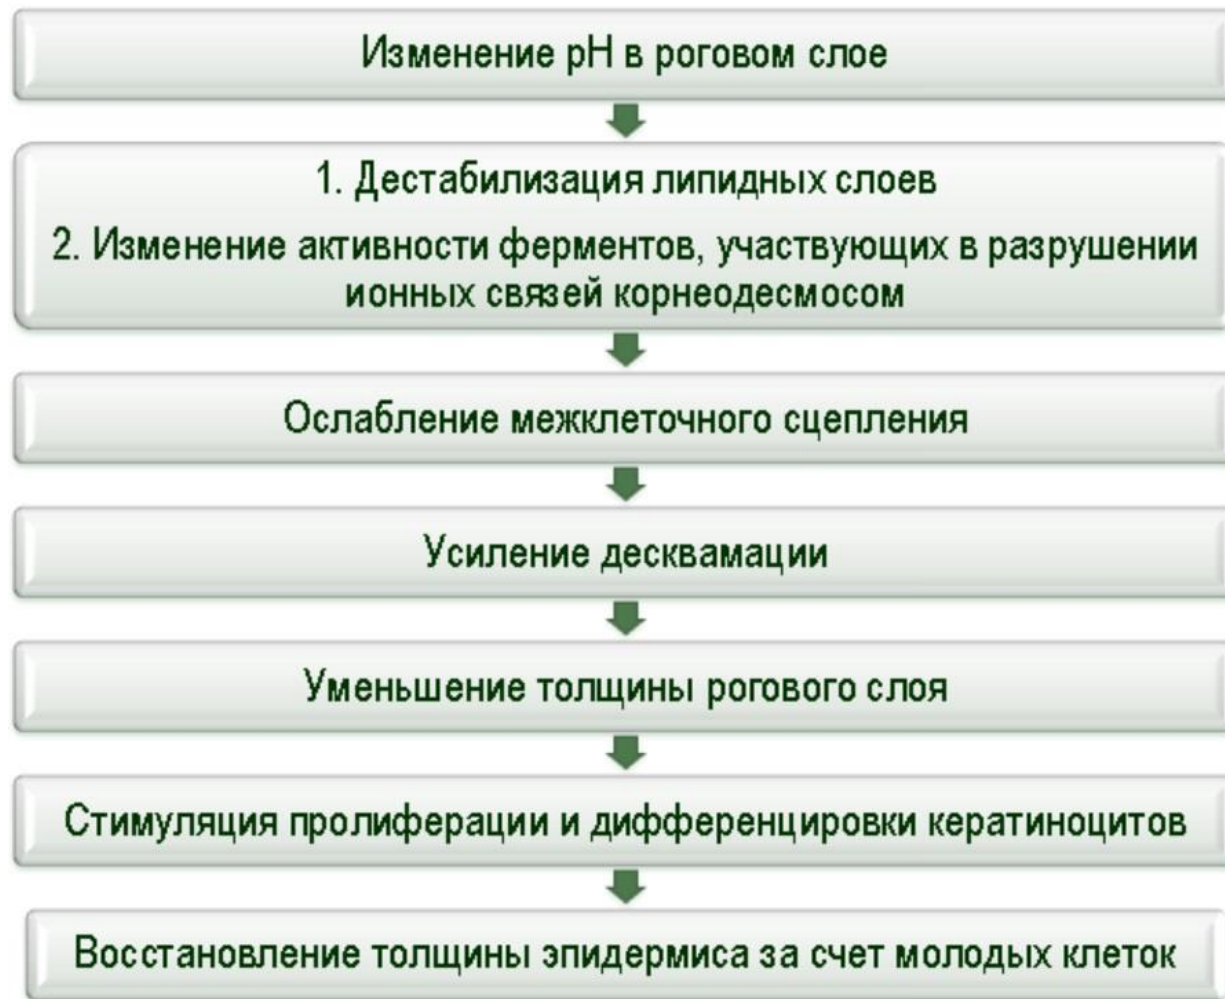 Изменение pH в роговом слое
1. Дестабилизация липидных слоев
2. Изменение активности ферментов, участвующих в разрушении
ионных связей корнеодесмосом
Ослабление межклеточного сцепления
Усиление десквамации
Уменьшение толщины рогового слоя
Стимуляция пролиферации и дифференцировки кератиноцитов
Восстановление толщины эпидермиса за счет молодых клеток